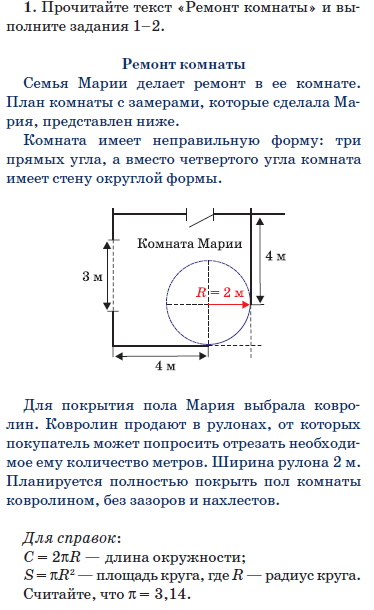 1. Прочитайте текст «Ремонт комнаты» и вы-
полните задания 1–2.
Ремонт комнаты
Семья Марии делает ремонт в ее комнате.
План комнаты с замерами, которые сделала Ма-
рия, представлен ниже.
Комната имеет неправильную форму: три
прямых угла, а вместо четвертого угла комната
имеет стену округлой формы.
Комната Марии
4 м
3 м
R = 2 м
4 м
Для покрытия пола Мария выбрала ковро-
лин. Ковролин продают в рулонах, от которых
покупатель может попросить отрезать необходи-
мое ему количество метров. Ширина рулона 2 м.
Планируется полностью покрыть пол комнаты
ковролином, без зазоров и нахлестов.
Для справок:
C = 2πR — длина окружности;
S = πR² — площадь круга, где R — радиус круга.
Считайте, что π = 3,14.